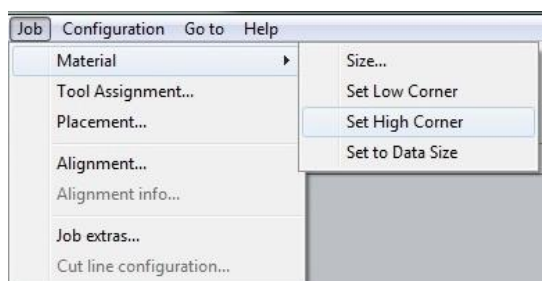 Job Configuration Go to Help
Material
Tool Assignment...
Placement...
Alignment...
Alignment info...
Job extras...
Cut line configuration...
Size...
Set Low Corner
Set High Corner
Set to Data Size